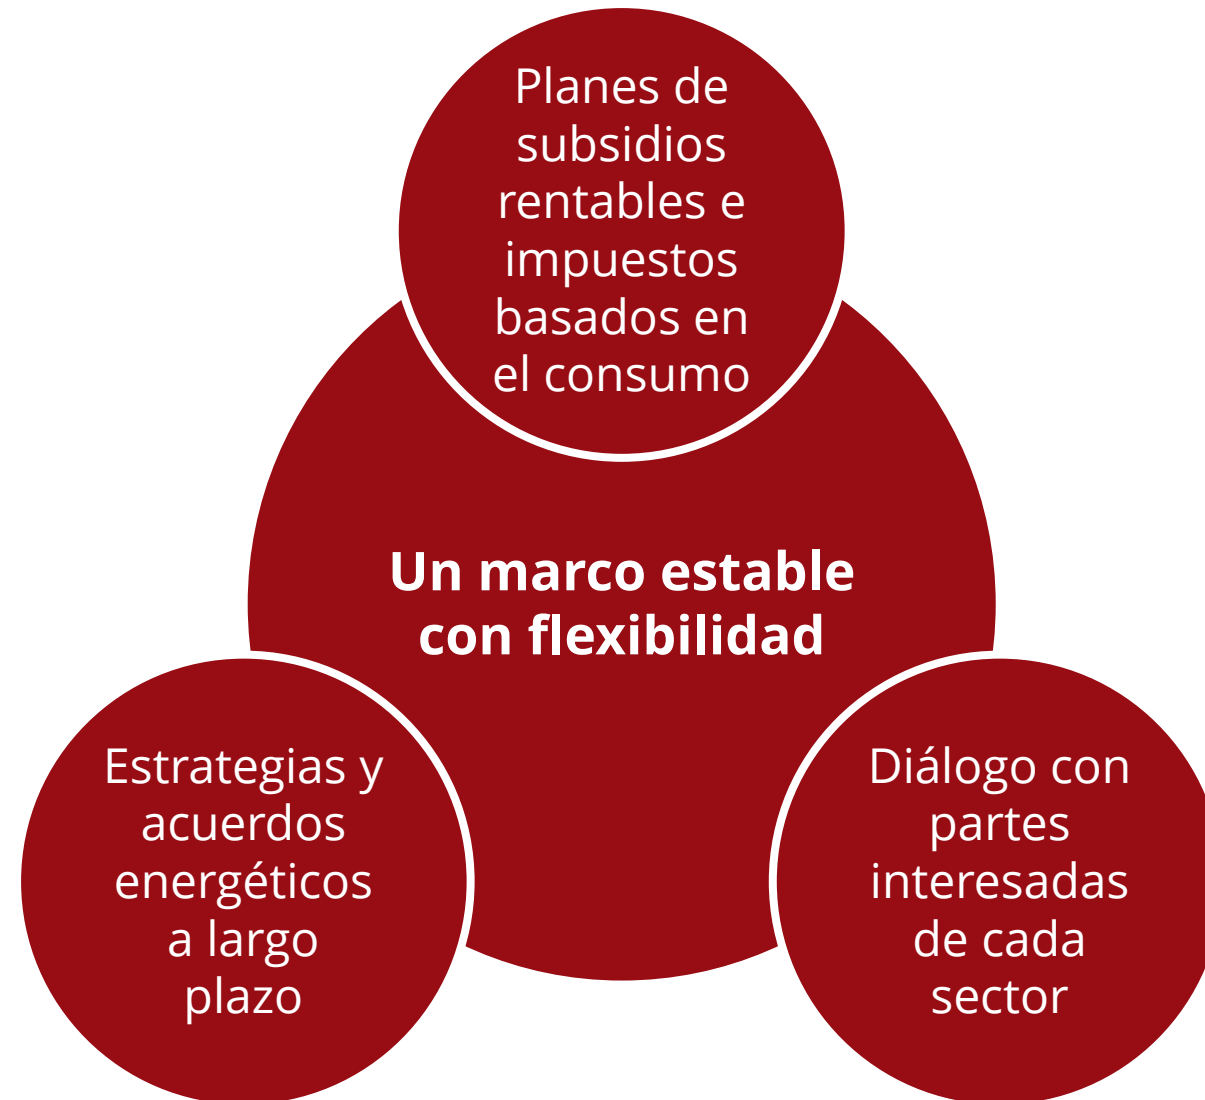 Planes de
subsidios
rentables e
impuestos
basados en
el consumo
Un marco estable
con flexibilidad
Estrategias y
acuerdos
energéticos
a largo
plazo
Diálogo con
partes
interesadas
de cada
sector